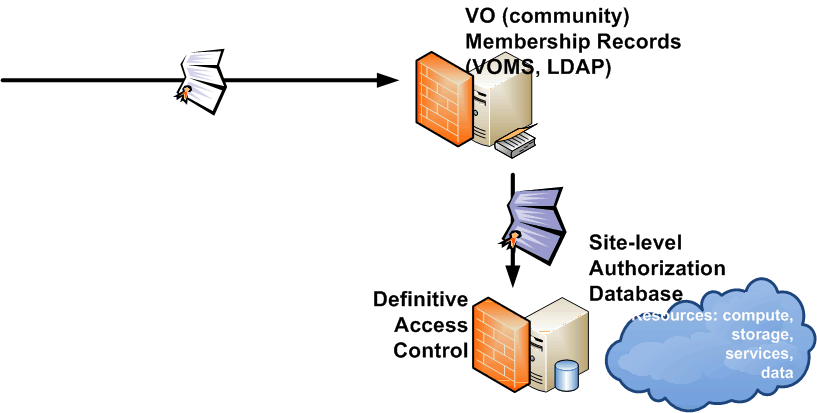 VO (community)
Membership Records
(VOMS, LDAP)
Site-level
Authorization
Database
Definitive
Access
Control
Resources: compute,
storage,
services,
data